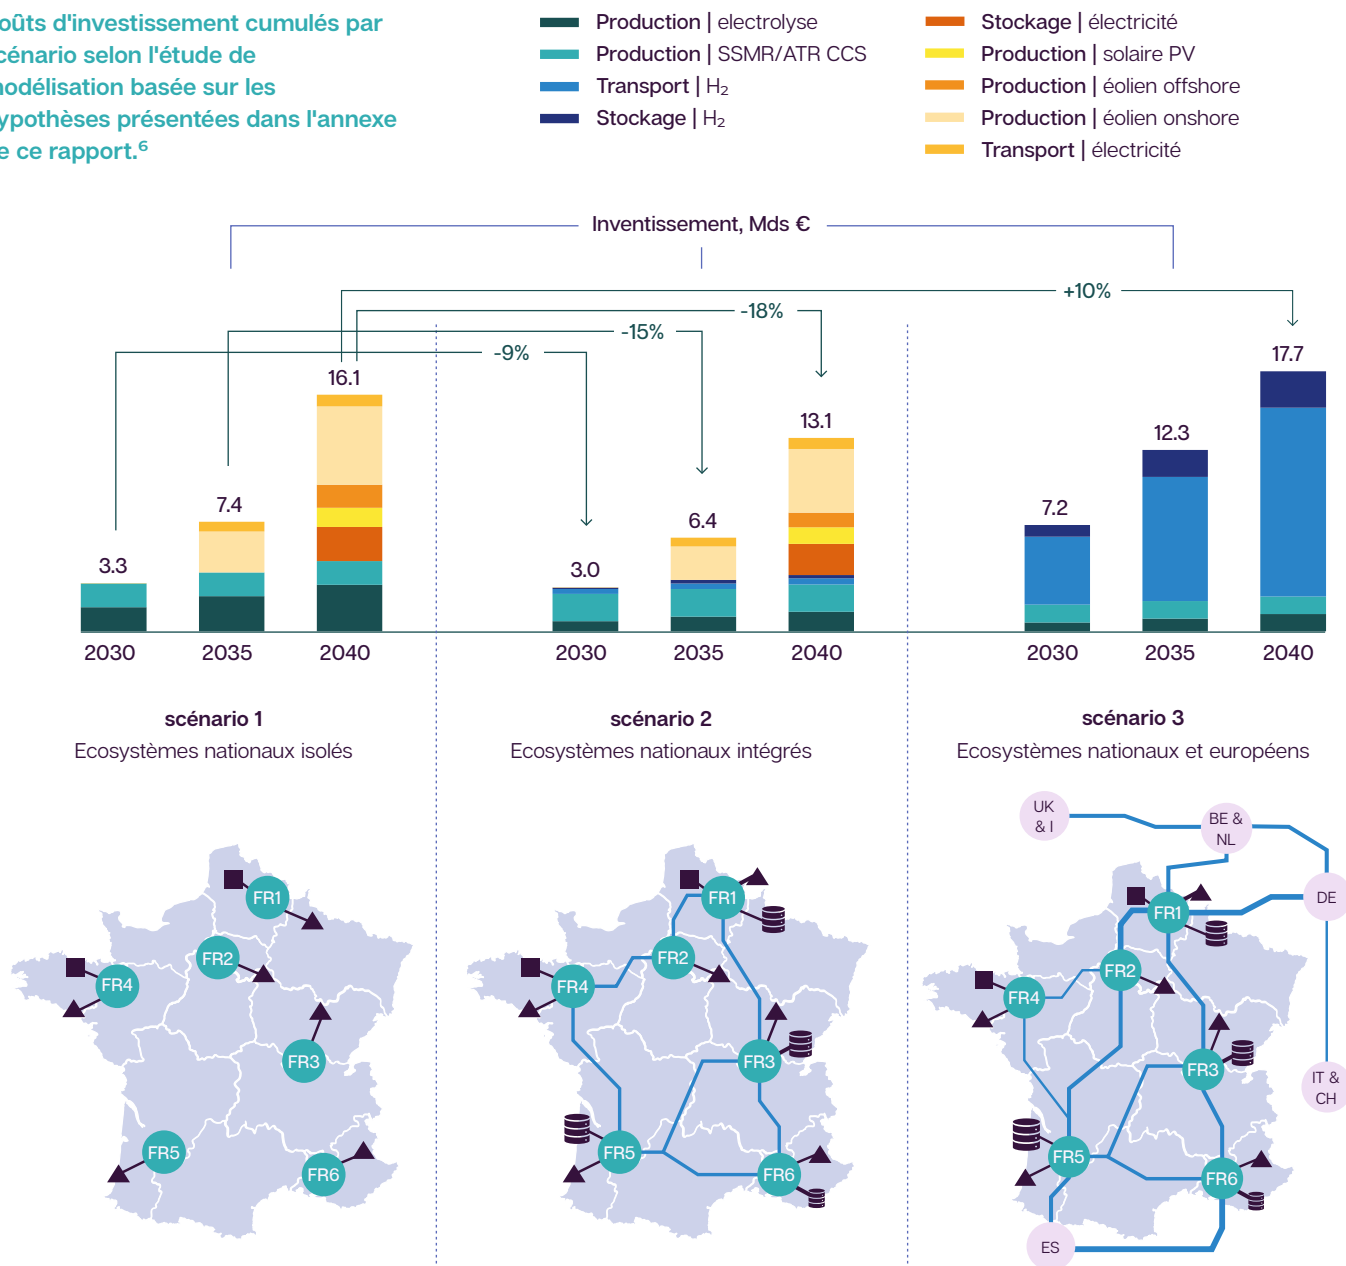 oûts d'investissement cumulés par
cénario selon l'étude de
nodélisation basée sur les
ypothèses présentées dans l'annexe
e ce rapport.⁶
Production | electrolyse
Production | SSMR/ATR CCS
Transport | H₂
Stockage | H₂
Stockage | électricité
Production | solaire PV
Production | éolien offshore
Production | éolien onshore
Transport | électricité
Inventissement, Mds €
+10%
-18%
-15%
-9%
3.3
7.4
16.1
3.0
6.4
13.1
7.2
12.3
17.7
2030
2035
2040
2030
2035
2040
2030
2035
2040
scénario 1
Ecosystèmes nationaux isolés
scénario 2
Ecosystèmes nationaux intégrés
scénario 3
Ecosystèmes nationaux et européens
FR1
FR2
FR4
FR3
FR5
FR6
FR1
FR2
FR4
FR3
FR5
FR6
UK
& I
BE &
NL
DE
FR1
FR2
FR4
FR3
IT &
CH
FR5
FR6
ES